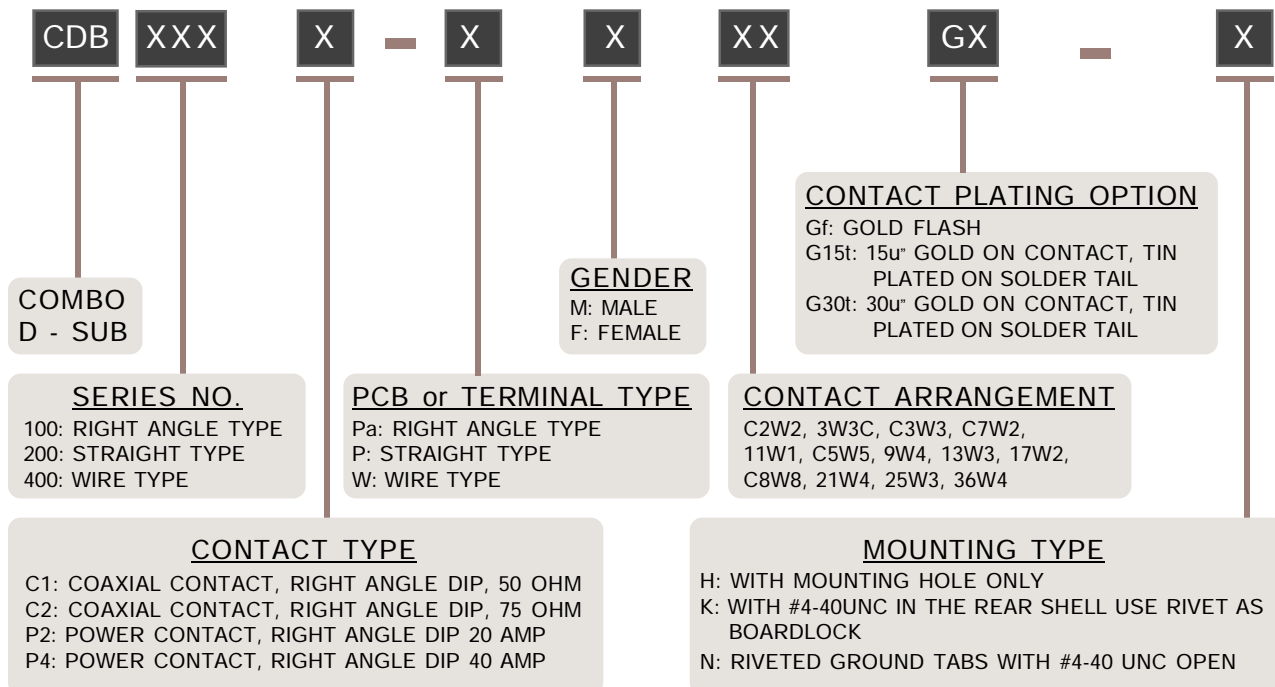 CDB XXX X - X X XX GX - X
CONTACT PLATING OPTION
Gf: GOLD FLASH
G15t: 15u" GOLD ON CONTACT, TIN
PLATED ON SOLDER TAIL
G30t: 30u" GOLD ON CONTACT, TIN
PLATED ON SOLDER TAIL
GENDER
M: MALE
F: FEMALE
COMBO
D - SUB
SERIES NO.
100: RIGHT ANGLE TYPE
200: STRAIGHT TYPE
400: WIRE TYPE
PCB or TERMINAL TYPE
Pa: RIGHT ANGLE TYPE
P: STRAIGHT TYPE
W: WIRE TYPE
CONTACT ARRANGEMENT
C2W2, 3W3C, C3W3, C7W2,
11W1, C5W5, 9W4, 13W3, 17W2,
C8W8, 21W4, 25W3, 36W4
CONTACT TYPE
C1: COAXIAL CONTACT, RIGHT ANGLE DIP, 50 OHM
C2: COAXIAL CONTACT, RIGHT ANGLE DIP, 75 OHM
P2: POWER CONTACT, RIGHT ANGLE DIP 20 AMP
P4: POWER CONTACT, RIGHT ANGLE DIP 40 AMP
MOUNTING TYPE
H: WITH MOUNTING HOLE ONLY
K: WITH #4-40UNC IN THE REAR SHELL USE RIVET AS
BOARDLOCK
N: RIVETED GROUND TABS WITH #4-40 UNC OPEN